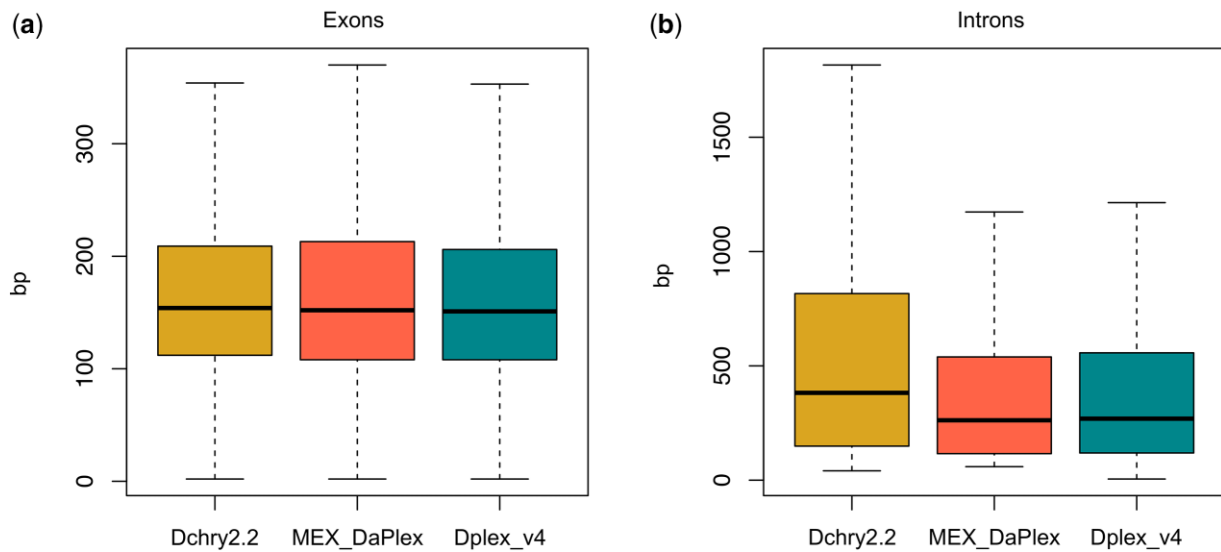 (a)
Exons
bp
300
200
100
0
Dchry2.2 MEX_DaPlex Dplex_v4
(b)
Introns
bp
1500
1000
500
0
Dchry2.2 MEX_DaPlex Dplex_v4